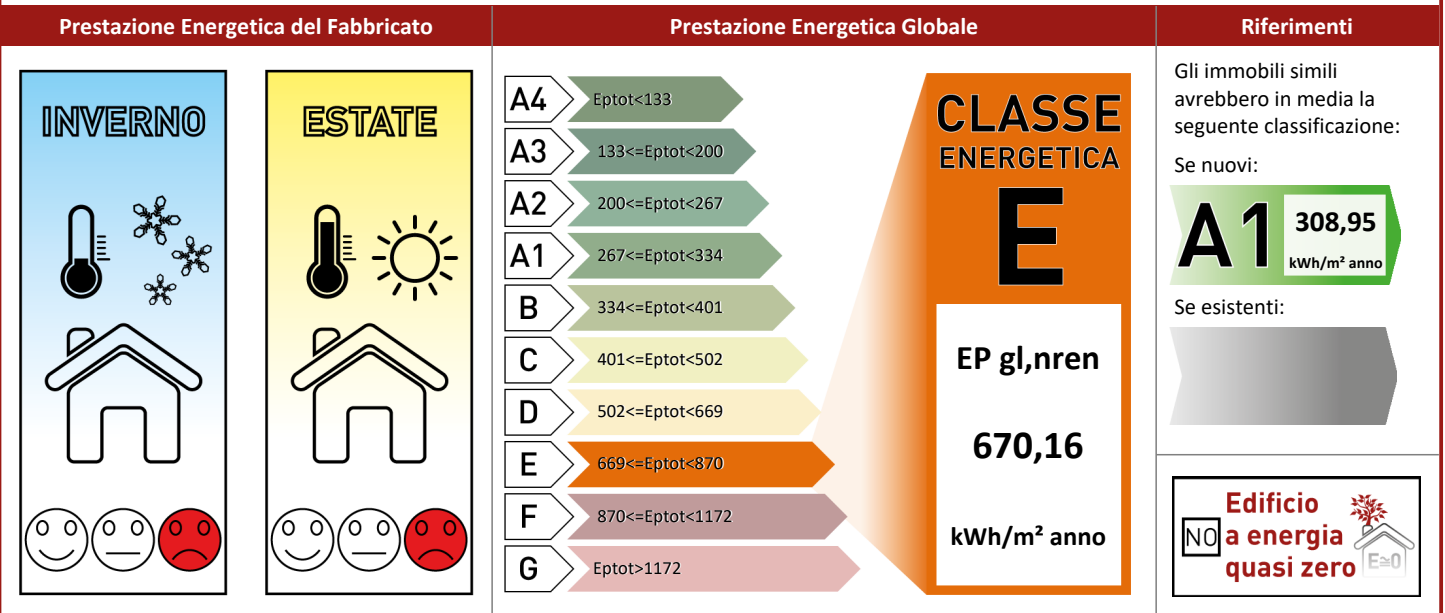 Prestazione Energetica del Fabbricato
INVERNO
ESTATE
Prestazione Energetica Globale
A4 Eptot<133
A3 133<=Eptot<200
A2 200<=Eptot<267
A1 267<=Eptot<334
B 334<=Eptot<401
C 401<=Eptot<502
D 502<=Eptot<669
E 669<=Eptot<870
F 870<=Eptot<1172
G Eptot>1172
CLASSE
ENERGETICA
E
EP gl,nren
670,16
kWh/m² anno
Riferimenti
Gli immobili simili
avrebbero in media la
seguente classificazione:
Se nuovi:
A1 308,95
kWh/m² anno
Se esistenti:
Edificio
NO a energia
quasi zero
E≅0